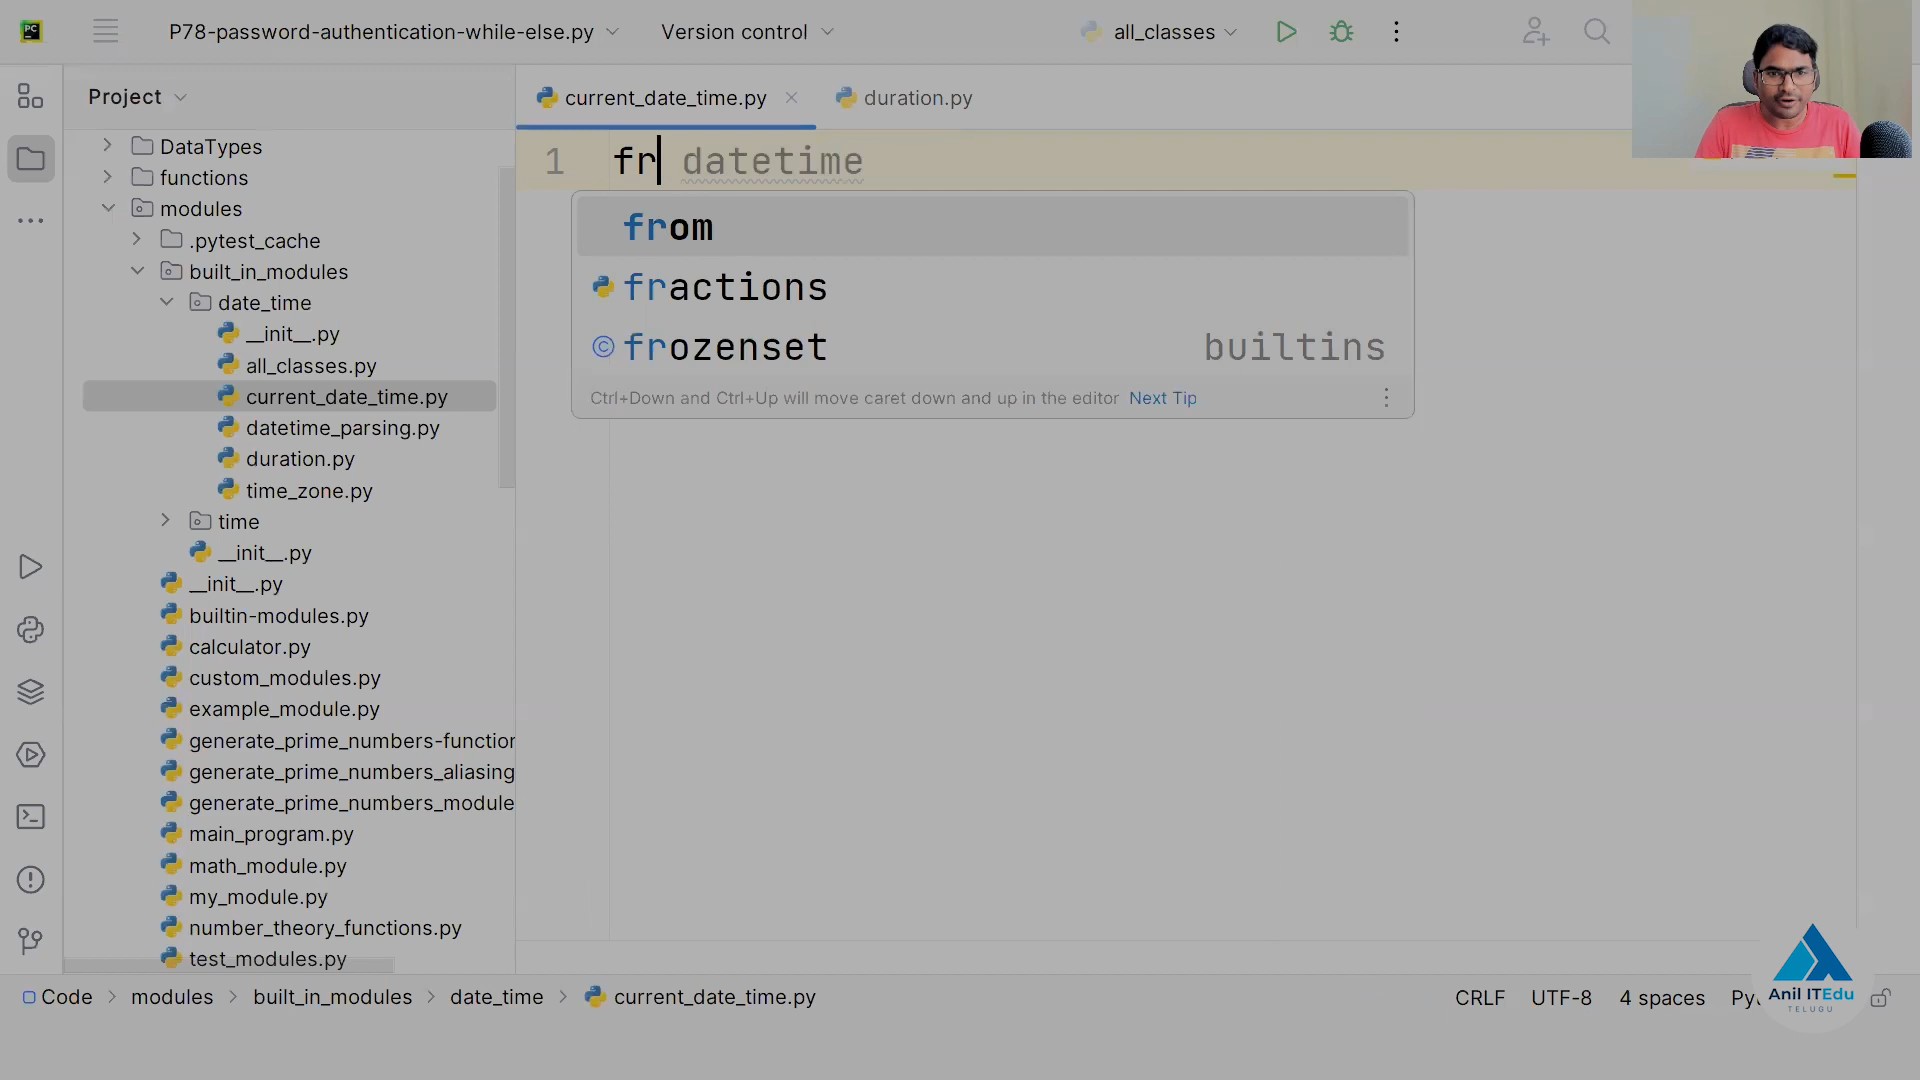 PC
P78-password-authentication-while-else.py
Version control
all_classes
Project
current_date_time.py
duration.py
DataTypes
functions
modules
.pytest_cache
built_in_modules
date_time
__init__.py
all_classes.py
current_date_time.py
datetime_parsing.py
duration.py
time_zone.py
time
__init__.py
__init__.py
builtin-modules.py
calculator.py
custom_modules.py
example_module.py
generate_prime_numbers-function
generate_prime_numbers_aliasing
generate_prime_numbers_module
main_program.py
math_module.py
my_module.py
number_theory_functions.py
test_modules.py
1 fr datetime
from
fractions
frozenset builtins
Ctrl+Down and Ctrl+Up will move caret down and up in the editor Next Tip
Code > modules > built_in_modules > date_time > current_date_time.py
CRLF UTF-8 4 spaces
Anil ITEdu
TELUGU